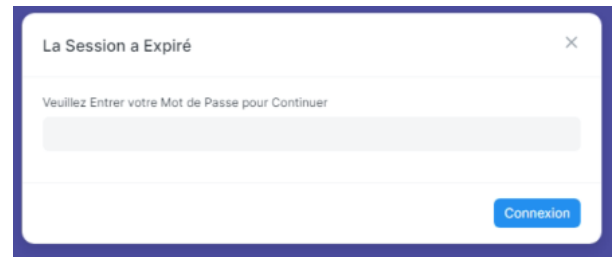 La Session a Expiré
Veuillez Entrer votre Mot de Passe pour Continuer
Connexion